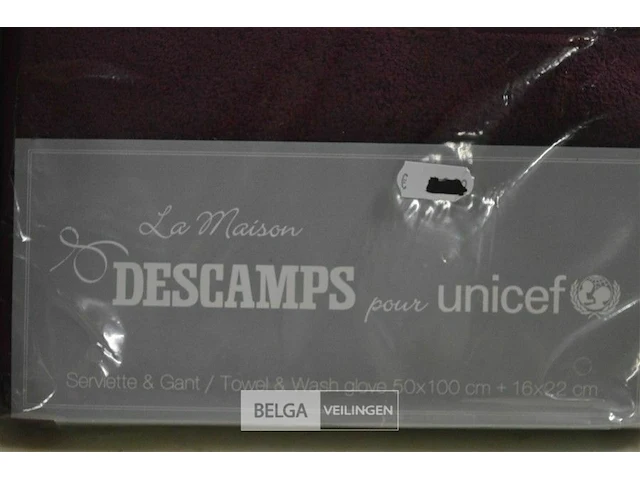 €
La Maison
DESCAMPS pour unicef
Serviette & Gant / Towel & Wash glove 50x100 cm + 16x22 cm
BELGA VEILINGEN